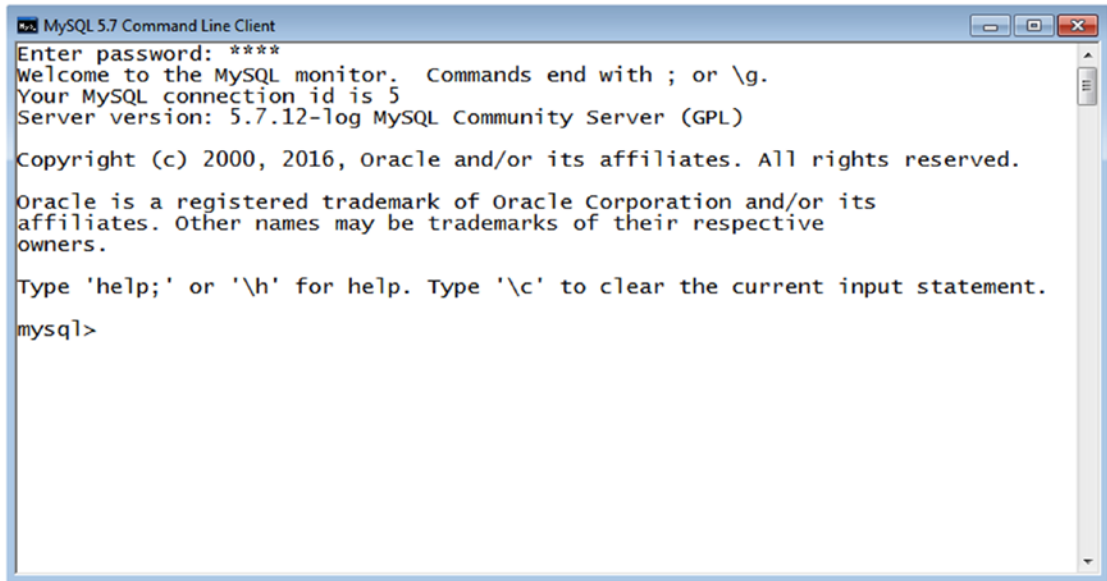 MySQL 5.7 Command Line Client
Enter password: ****
Welcome to the MySQL monitor.  Commands end with ; or \g.
Your MySQL connection id is 5
Server version: 5.7.12-log MySQL Community Server (GPL)
Copyright (c) 2000, 2016, Oracle and/or its affiliates. All rights reserved.
Oracle is a registered trademark of Oracle Corporation and/or its
affiliates. Other names may be trademarks of their respective
owners.
Type 'help;' or '\h' for help. Type '\c' to clear the current input statement.
mysql>